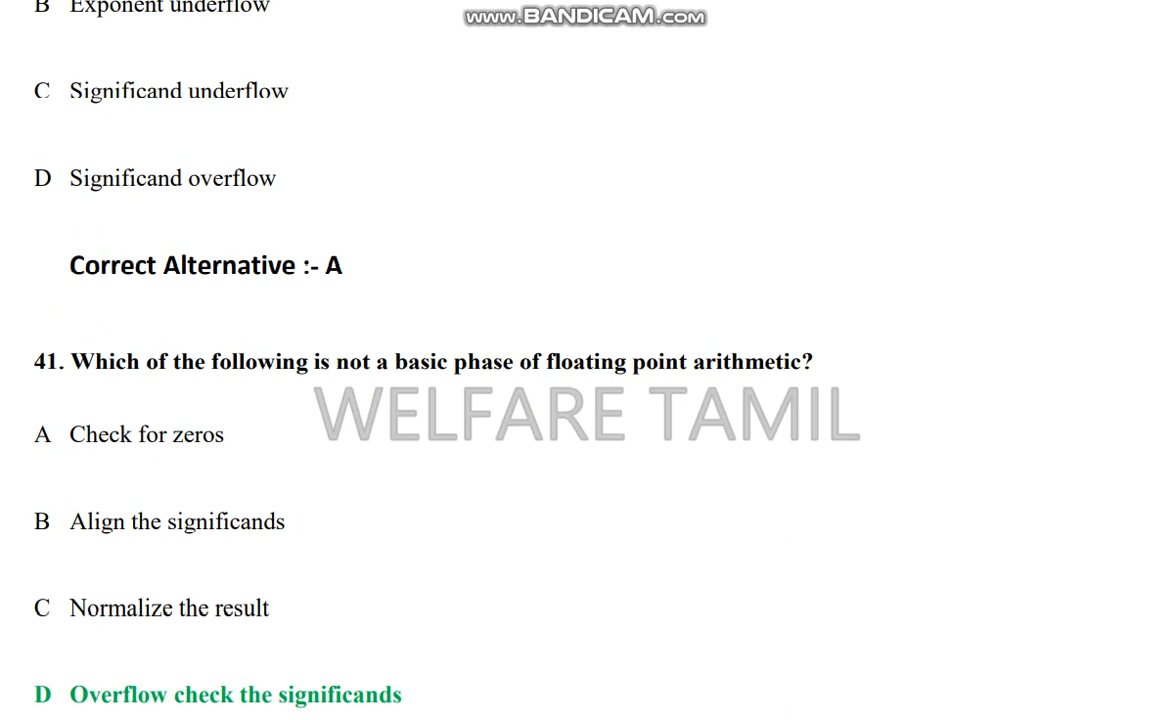 B Exponent underflow
www.BANDICAM.com
C Significand underflow
D Significand overflow
Correct Alternative :- A
41. Which of the following is not a basic phase of floating point arithmetic?
WELFARE TAMIL
A Check for zeros
B Align the significands
C Normalize the result
D Overflow check the significands